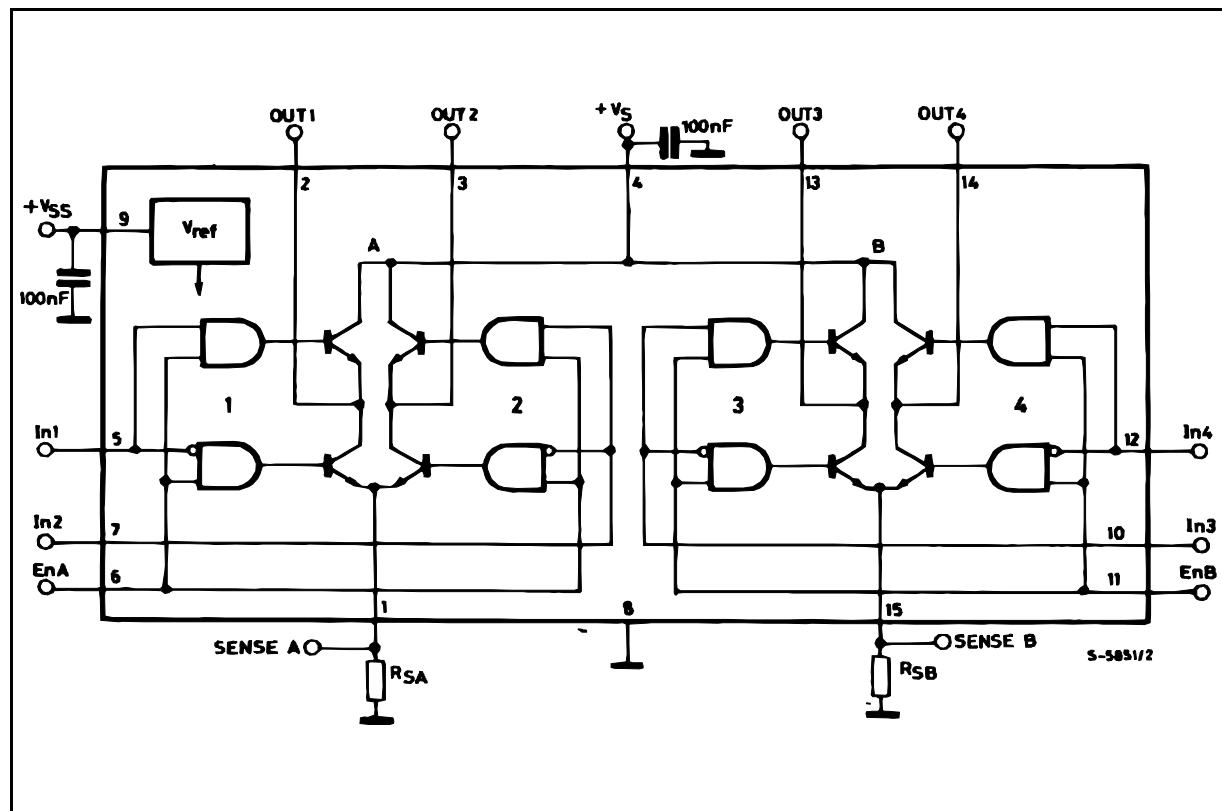 OUT1
OUT2
+VS
100nF
OUT3
OUT4
2
3
4
13
14
+VSS
9
Vref
A
B
100nF
1
2
3
4
In1
5
12
In4
In2
7
10
In3
EnA
6
11
EnB
1
8
15
SENSE A
SENSE B
S-5851/2
RSA
RSB